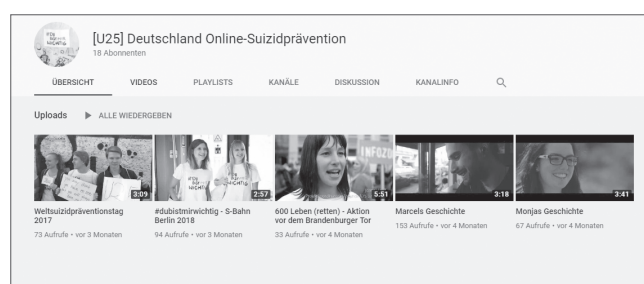 [U25] Deutschland Online-Suizidprävention
18 Abonnenten
ÜBERSICHT VIDEOS PLAYLISTS KANÄLE DISKUSSION KANALINFO
Uploads ALLE WIEDERGEBEN
3:09 2:57 5:51 3:18 3:41
Weltsuizidpräventionstag
2017
73 Aufrufe • vor 3 Monaten
#dubistmirwichtig - S-Bahn
Berlin 2018
94 Aufrufe • vor 3 Monaten
600 Leben (retten) - Aktion
vor dem Brandenburger Tor
33 Aufrufe • vor 4 Monaten
Marcels Geschichte
153 Aufrufe • vor 4 Monaten
Monjas Geschichte
67 Aufrufe • vor 4 Monaten